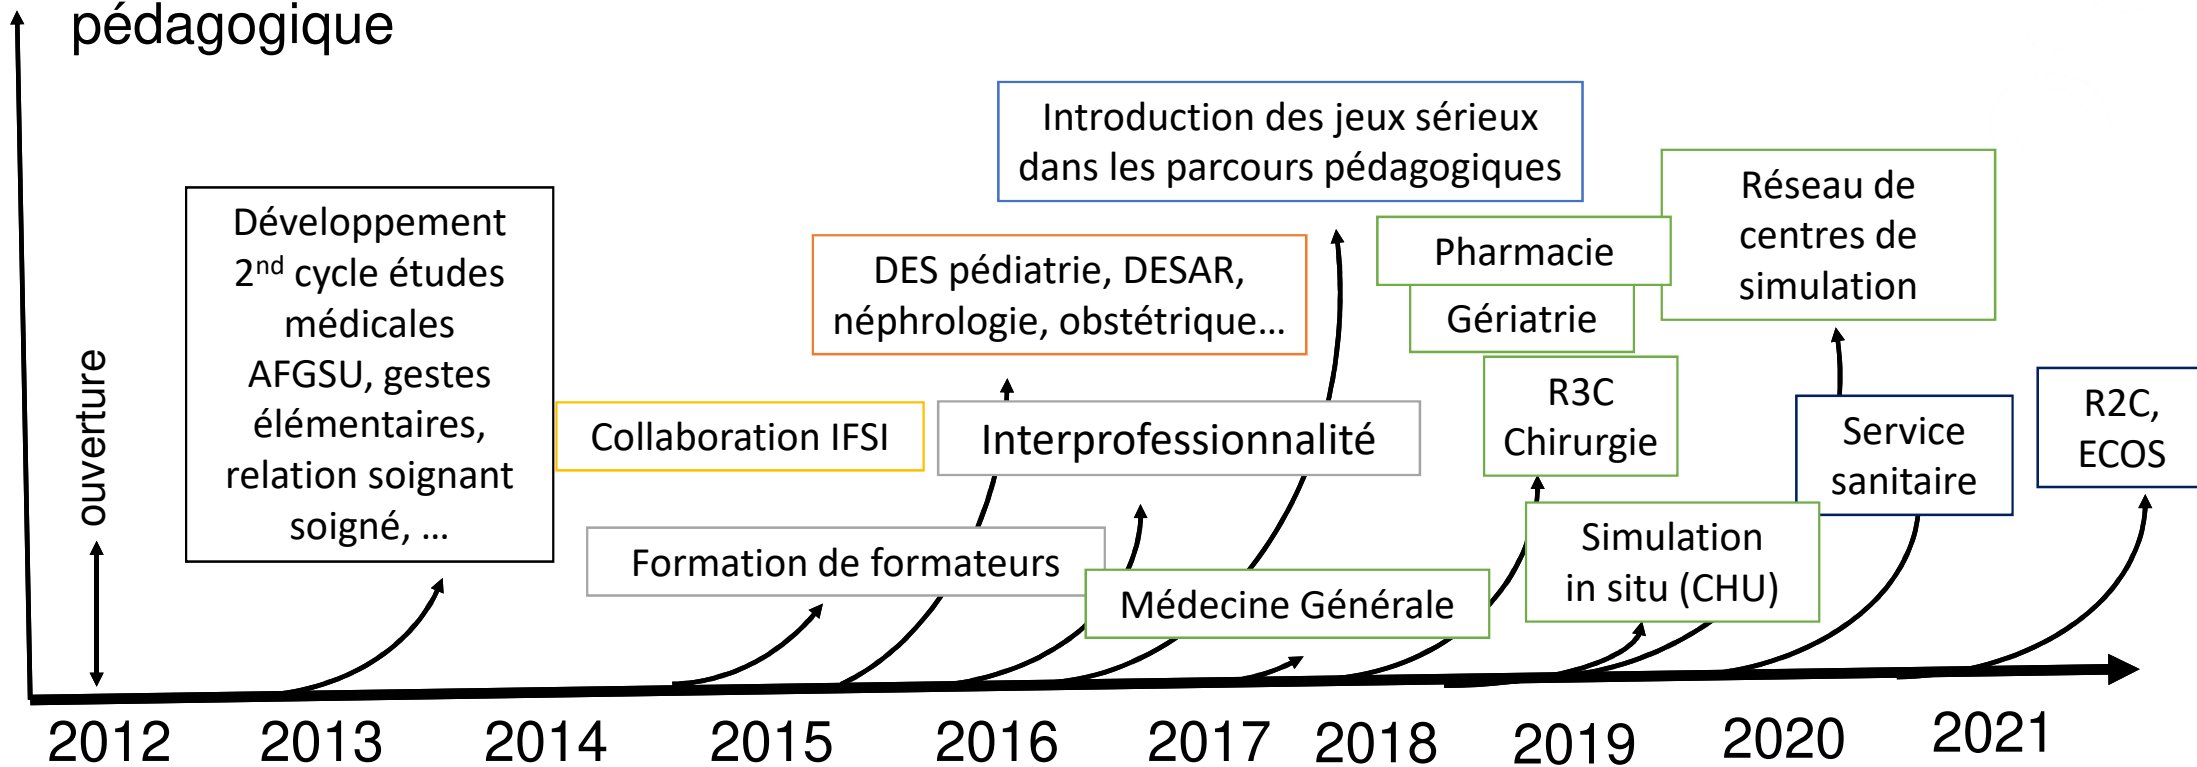 pédagogique
Introduction des jeux sérieux
dans les parcours pédagogiques
Réseau de
centres de
simulation
Développement
2nd cycle études
médicales
AFGSU, gestes
élémentaires,
relation soignant
soigné, ...
DES pédiatrie, DESAR,
néphrologie, obstétrique...
Pharmacie
Gériatrie
R3C
Chirurgie
ouverture
Collaboration IFSI
Interprofessionnalité
Service
sanitaire
R2C,
ECOS
Formation de formateurs
Médecine Générale
Simulation
in situ (CHU)
2012
2013
2014
2015
2016
2017
2018
2019
2020
2021